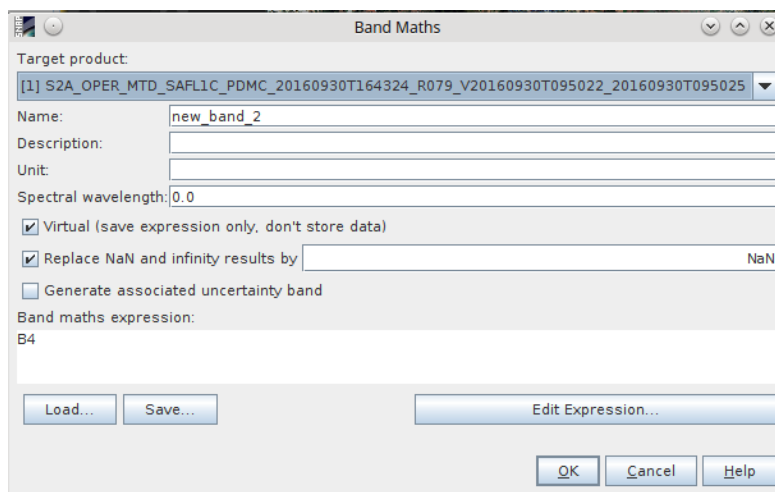 Band Maths
Target product:
[1] S2A_OPER_MTD_SAFL1C_PDMC_20160930T164324_R079_V20160930T095022_20160930T095025
Name: new_band_2
Description:
Unit:
Spectral wavelength: 0.0
Virtual (save expression only, don't store data)
Replace NaN and infinity results by NaN
Generate associated uncertainty band
Band maths expression:
B4
Load... Save... Edit Expression...
OK Cancel Help